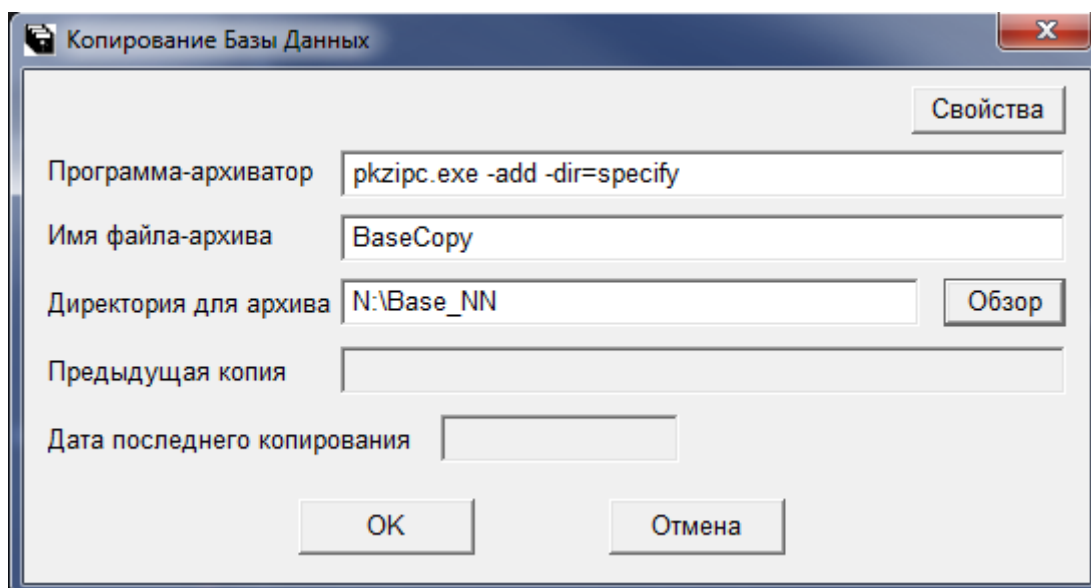 Копирование Базы Данных
Свойства
Программа-архиватор pkzipc.exe -add -dir=specify
Имя файла-архива BaseCopy
Директория для архива N:\Base_NN Обзор
Предыдущая копия
Дата последнего копирования
OK Отмена